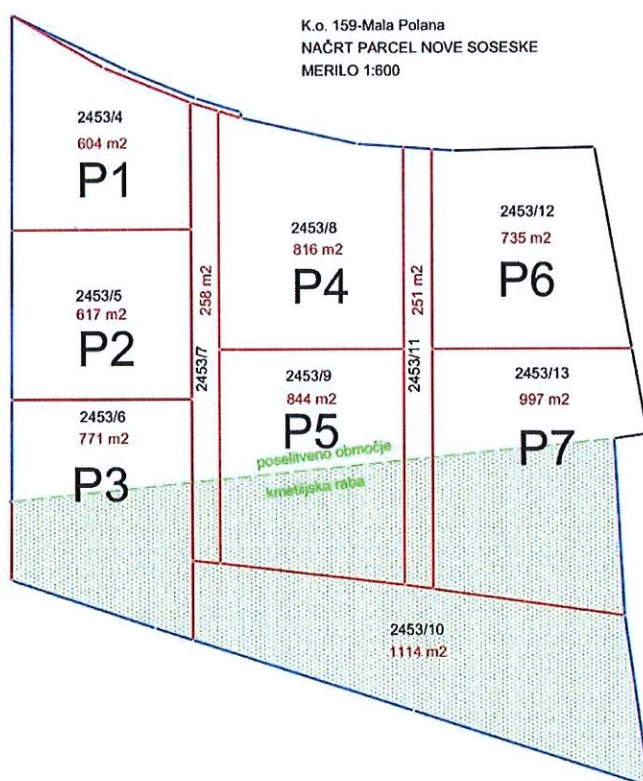 K.o. 159-Mala Polana
NAČRT PARCEL NOVE SOSESKE
MERILO 1:600
2453/4
604 m2
P1
2453/5
617 m2
P2
2453/6
771 m2
P3
258 m2
2453/7
2453/8
816 m2
P4
2453/9
844 m2
P5
251 m2
2453/11
2453/12
735 m2
P6
2453/13
997 m2
P7
poselitveno območje
kmetijska raba
2453/10
1114 m2